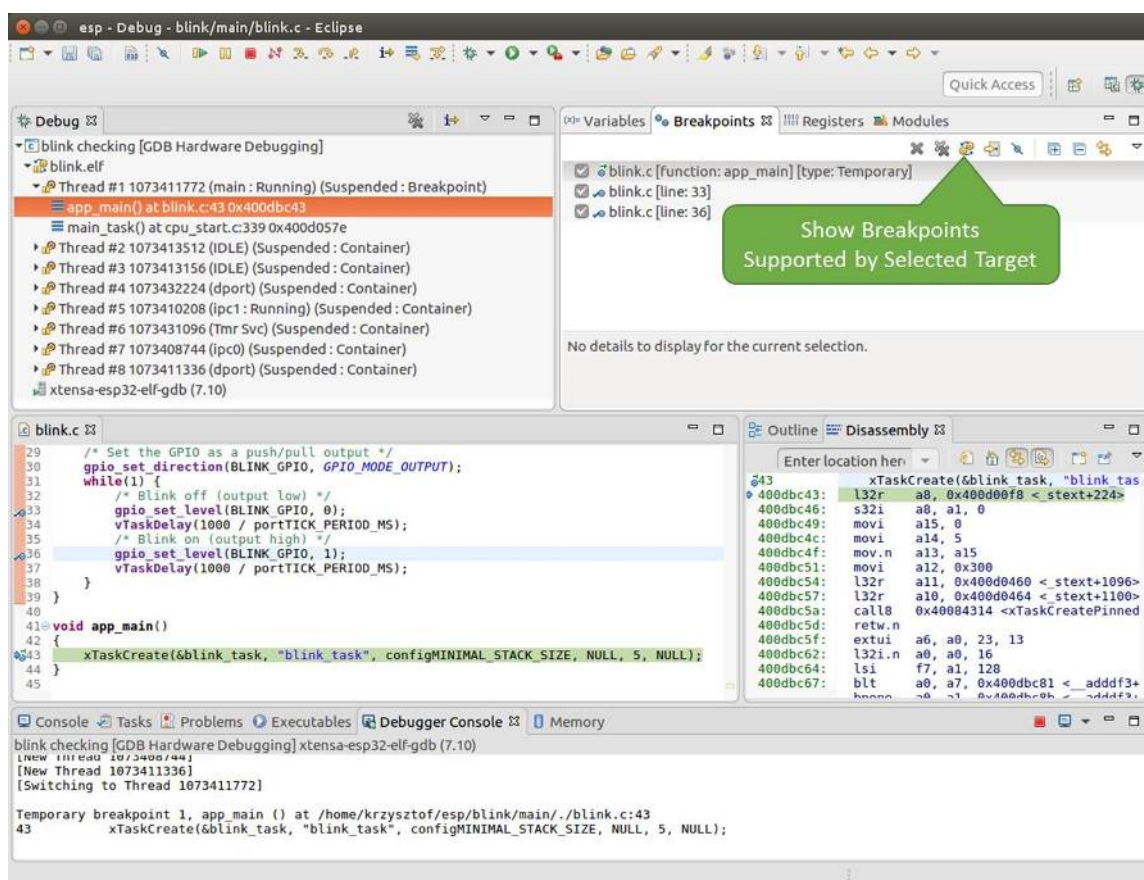 esp - Debug - blink/main/blink.c - Eclipse
Quick Access
Debug
blink checking [GDB Hardware Debugging]
blink.elf
Thread #1 1073411772 (main : Running) (Suspended : Breakpoint)
app_main() at blink.c:43 0x400dbc43
main_task() at cpu_start.c:339 0x400d057e
Thread #2 1073413512 (IDLE) (Suspended : Container)
Thread #3 1073413156 (IDLE) (Suspended : Container)
Thread #4 1073432224 (dport) (Suspended : Container)
Thread #5 1073410208 (ipc1 : Running) (Suspended : Container)
Thread #6 1073431096 (Tmr Svc) (Suspended : Container)
Thread #7 1073408744 (ipc0) (Suspended : Container)
Thread #8 1073411336 (dport) (Suspended : Container)
xtensa-esp32-elf-gdb (7.10)
(x)= Variables Breakpoints Registers Modules
blink.c [function: app_main] [type: Temporary]
blink.c [line: 33]
blink.c [line: 36]
Show Breakpoints
Supported by Selected Target
No details to display for the current selection.
blink.c
29 /* Set the GPIO as a push/pull output */
30 gpio_set_direction(BLINK_GPIO, GPIO_MODE_OUTPUT);
31 while(1) {
32 /* Blink off (output low) */
33 gpio_set_level(BLINK_GPIO, 0);
34 vTaskDelay(1000 / portTICK_PERIOD_MS);
35 /* Blink on (output high) */
36 gpio_set_level(BLINK_GPIO, 1);
37 vTaskDelay(1000 / portTICK_PERIOD_MS);
38 }
39 }
40
41 void app_main()
42 {
43 xTaskCreate(&blink_task, "blink_task", configMINIMAL_STACK_SIZE, NULL, 5, NULL);
44 }
45
Outline Disassembly
Enter location her
43 xTaskCreate(&blink_task, "blink_tas
400dbc43: l32r a8, 0x400d00f8 <_stext+224>
400dbc46: s32i a8, a1, 0
400dbc49: movi a15, 0
400dbc4c: movi a14, 5
400dbc4f: mov.n a13, a15
400dbc51: movi a12, 0x300
400dbc54: l32r a11, 0x400d0460 <_stext+1096>
400dbc57: l32r a10, 0x400d0464 <_stext+1100>
400dbc5a: call8 0x40084314 <xTaskCreatePinned
400dbc5d: retw.n
400dbc5f: extui a6, a0, 23, 13
400dbc62: l32i.n a0, a0, 16
400dbc64: lsi f7, a1, 128
400dbc67: blt a0, a7, 0x400dbc81 <__adddf3+
Console Tasks Problems Executables Debugger Console Memory
blink checking [GDB Hardware Debugging] xtensa-esp32-elf-gdb (7.10)
[New Thread 1073408744]
[New Thread 1073411336]
[Switching to Thread 1073411772]
Temporary breakpoint 1, app_main () at /home/krzysztof/esp/blink/main/./blink.c:43
43 xTaskCreate(&blink_task, "blink_task", configMINIMAL_STACK_SIZE, NULL, 5, NULL);